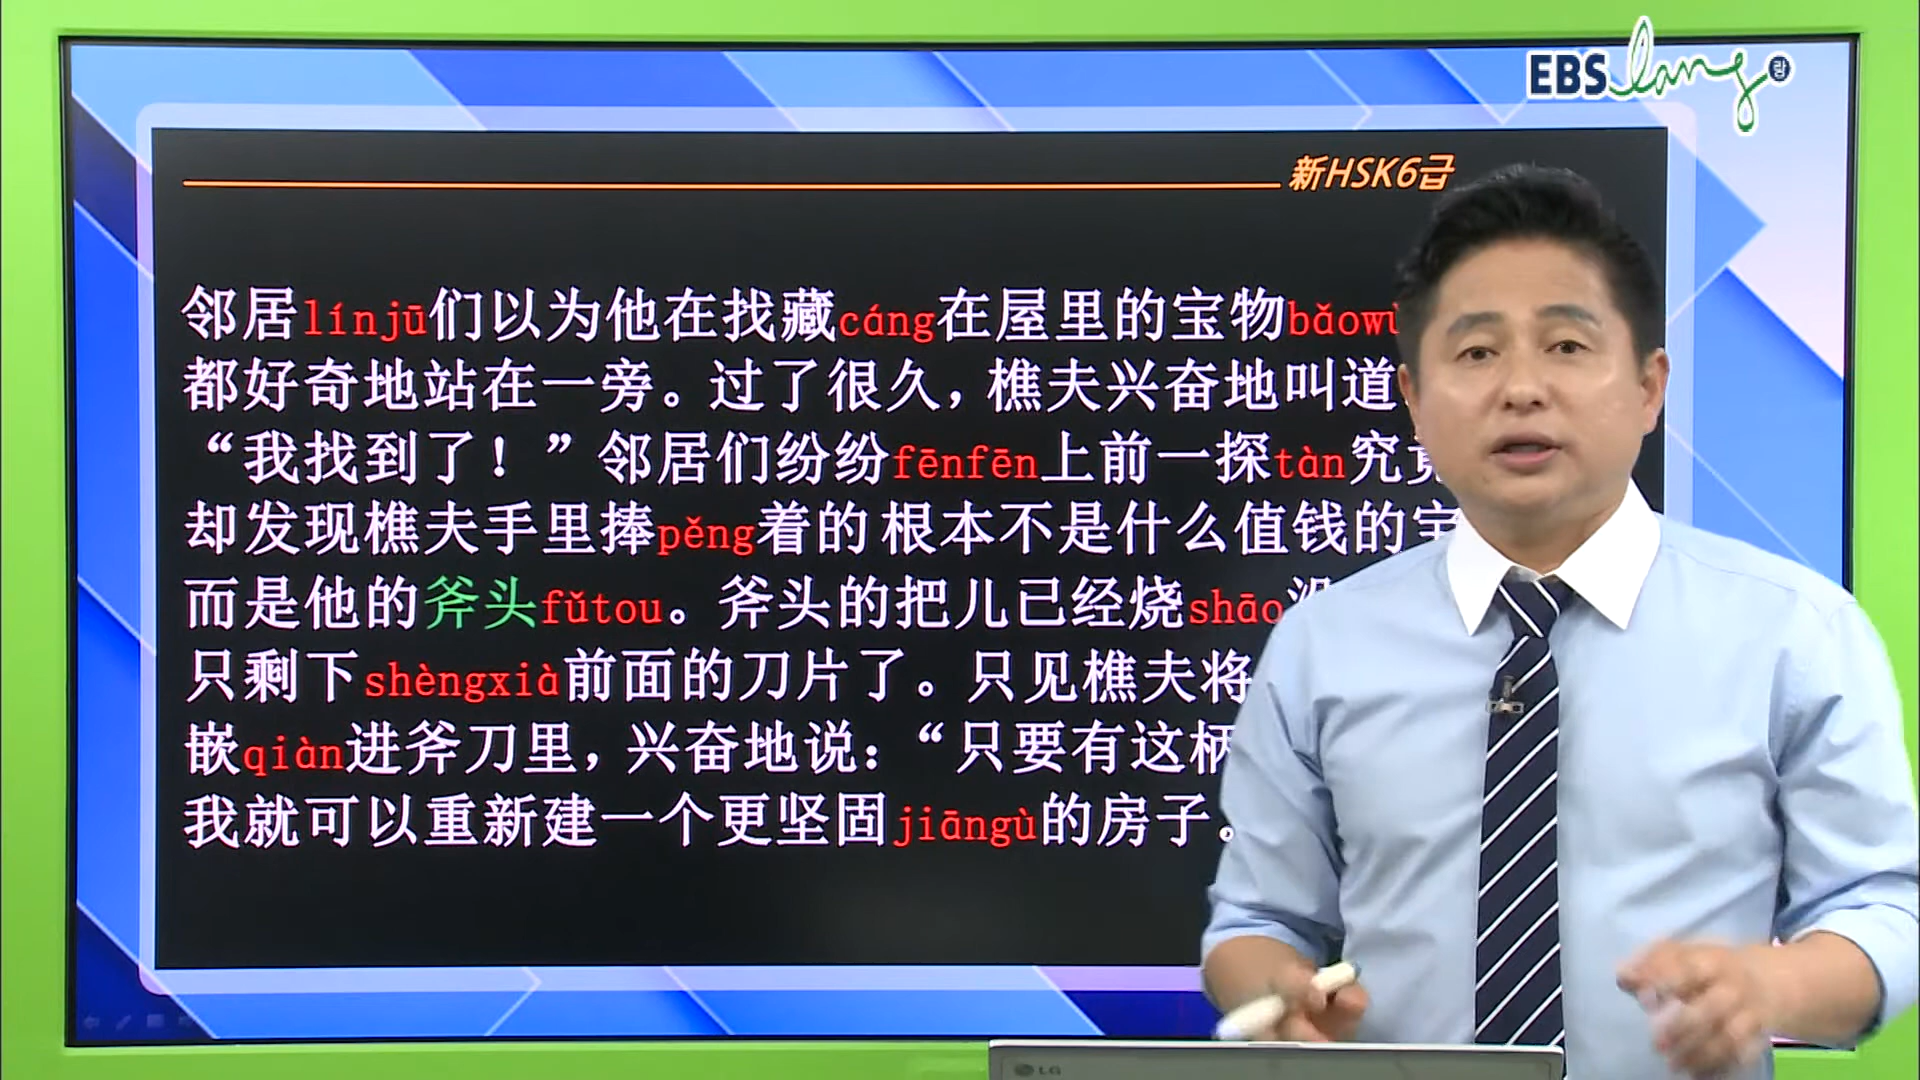 EBS lang 랑
新HSK6급
邻居línjū们以为他在找藏cáng在屋里的宝物bǎowù
都好奇地站在一旁。过了很久，樵夫兴奋地叫道
“我找到了！”邻居们纷纷fēnfēn上前一探tàn究
却发现樵夫手里捧pěng着的根本不是什么值钱的宝
而是他的斧头fǔtou。斧头的把儿已经烧shāo没
只剩下shèngxià前面的刀片了。只见樵夫将
嵌qiàn进斧刀里，兴奋地说：“只要有这柄
我就可以重新建一个更坚固jiāngù的房子。
LG